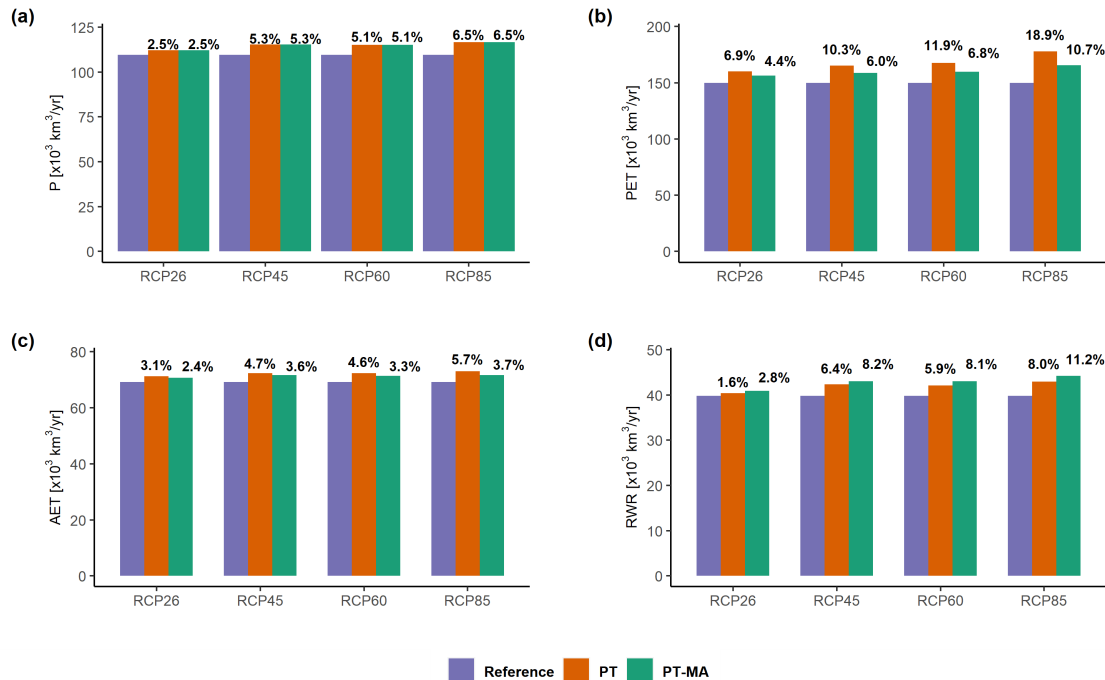 (a)
125
100
75
50
25
0
P [x10³ km³/yr]
2.5% 2.5% 5.3% 5.3% 5.1% 5.1% 6.5% 6.5%
RCP26 RCP45 RCP60 RCP85
(b)
200
150
100
50
0
PET [x10³ km³/yr]
6.9% 4.4% 10.3% 6.0% 11.9% 6.8% 18.9% 10.7%
RCP26 RCP45 RCP60 RCP85
(c)
80
60
40
20
0
AET [x10³ km³/yr]
3.1% 2.4% 4.7% 3.6% 4.6% 3.3% 5.7% 3.7%
RCP26 RCP45 RCP60 RCP85
(d)
50
40
30
20
10
0
RWR [x10³ km³/yr]
1.6% 2.8% 6.4% 8.2% 5.9% 8.1% 8.0% 11.2%
RCP26 RCP45 RCP60 RCP85
Reference PT PT-MA